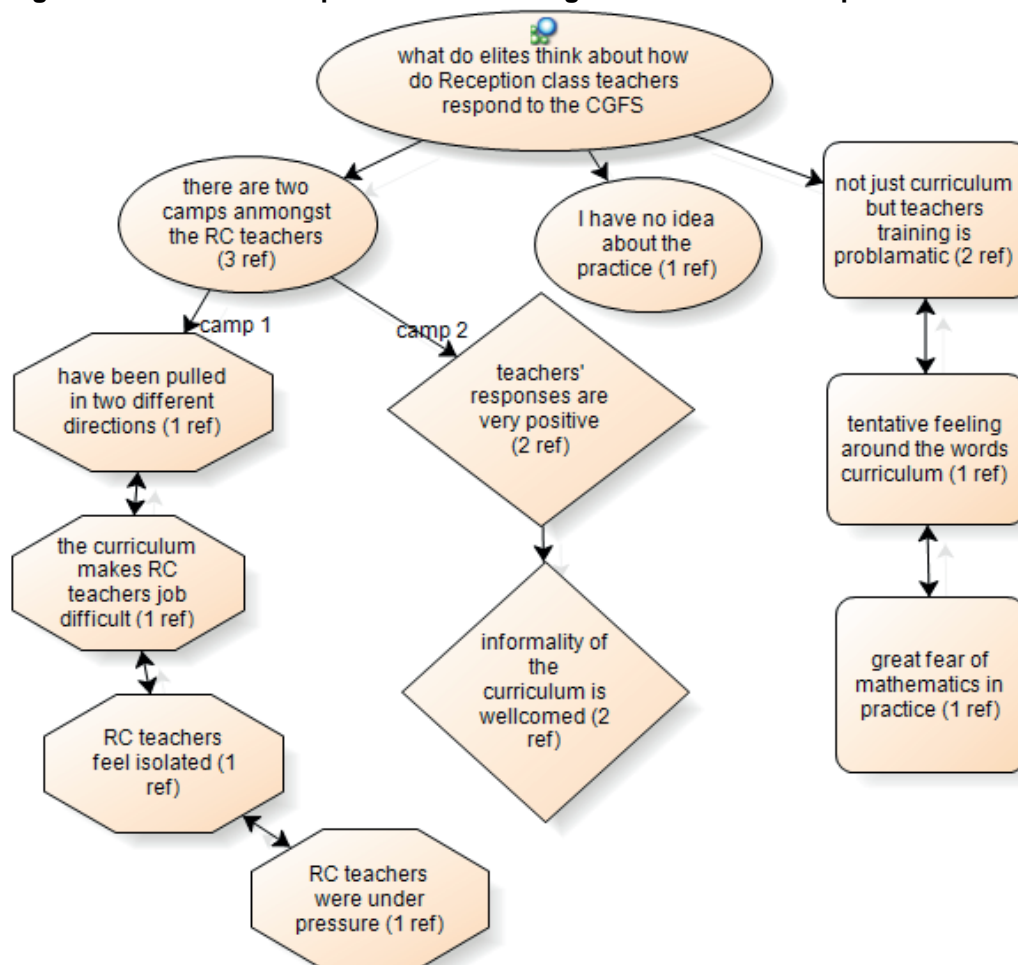 what do elites think about how
do Reception class teachers
respond to the CGFS
there are two
camps anmongst
the RC teachers
(3 ref)
I have no idea
about the
practice (1 ref)
not just curriculum
but teachers
training is
problamatic (2 ref)
camp 1
camp 2
have been pulled
in two different
directions (1 ref)
teachers'
responses are
very positive
(2 ref)
tentative feeling
around the words
curriculum (1 ref)
the curriculum
makes RC
teachers job
difficult (1 ref)
informality of
the
curriculum is
wellcomed (2
ref)
great fear of
mathematics in
practice (1 ref)
RC teachers
feel isolated (1
ref)
RC teachers
were under
pressure (1 ref)